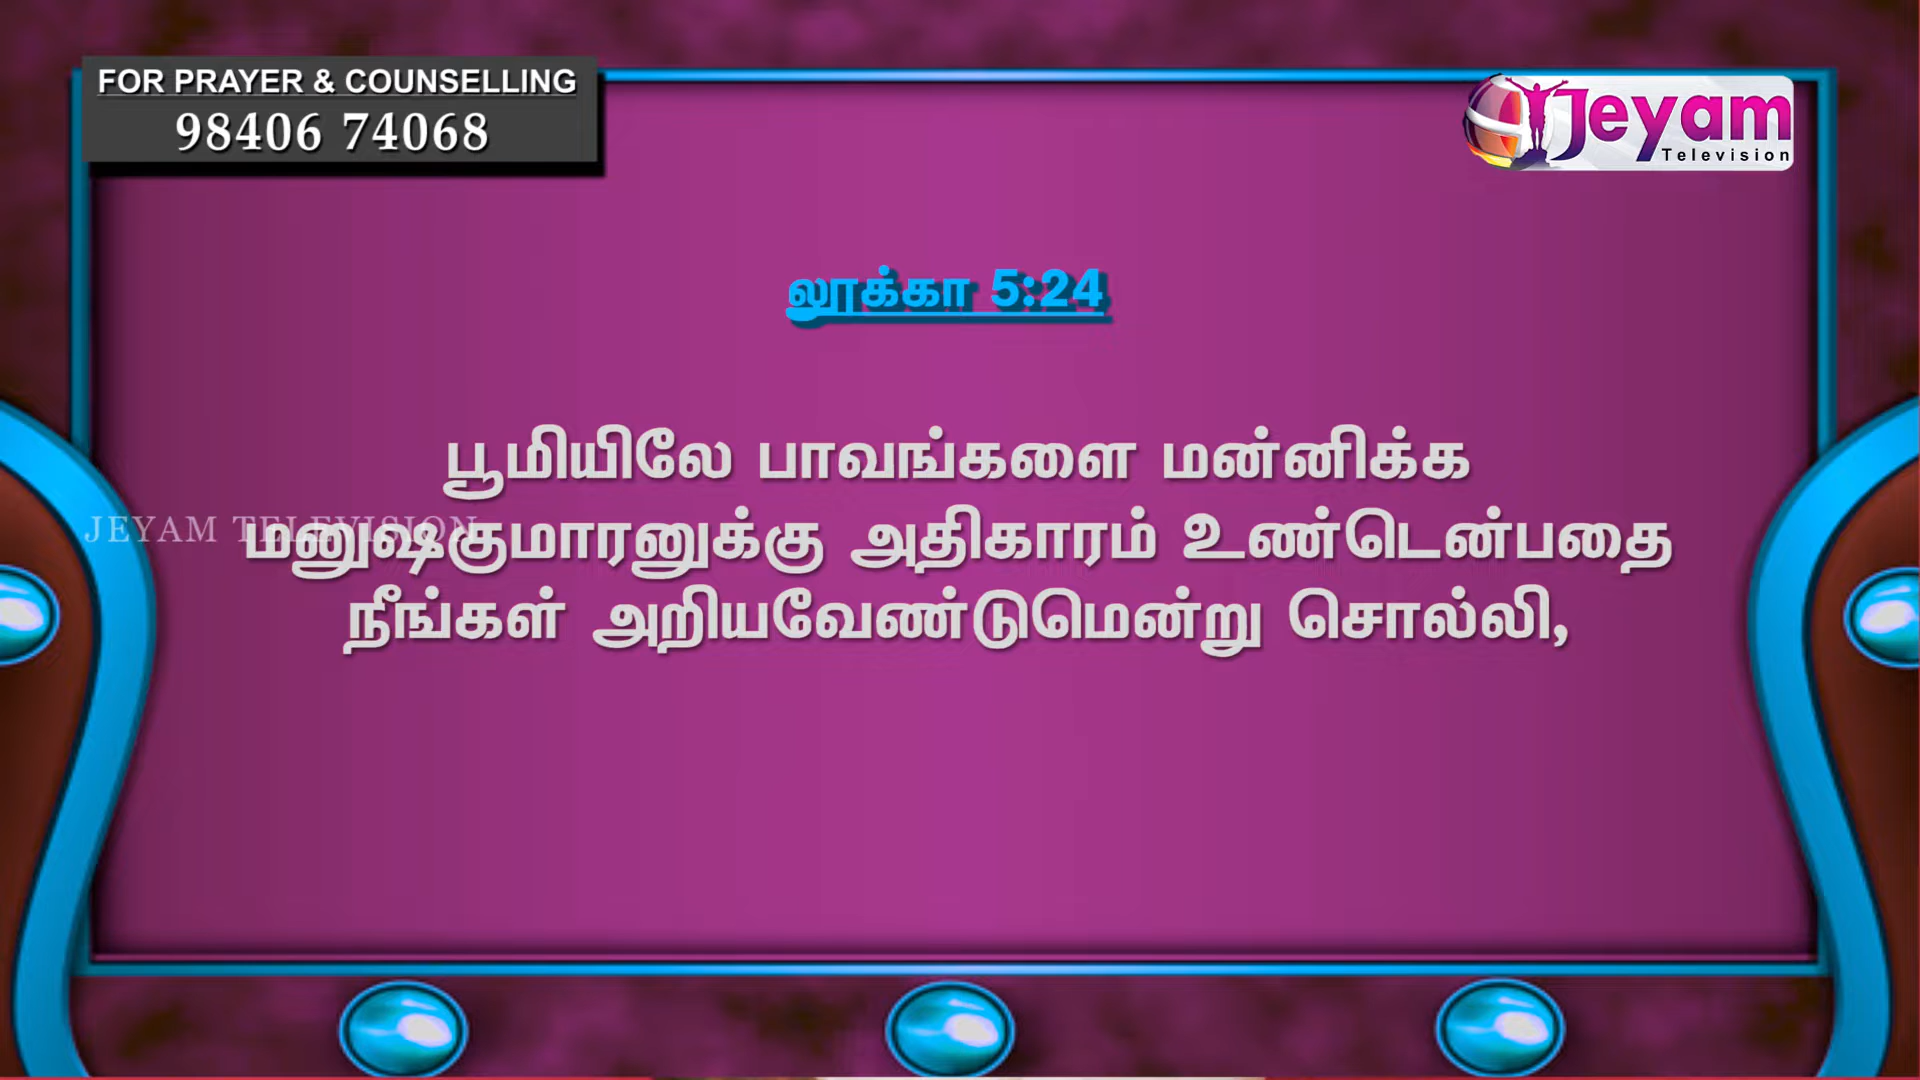 FOR PRAYER & COUNSELLING
98406 74068
Jeyam
Television
லூக்கா 5:24
பூமியிலே பாவங்களை மன்னிக்க
JEYAM TELEVISION
மனுஷகுமாரனுக்கு அதிகாரம் உண்டென்பதை
நீங்கள் அறியவேண்டுமென்று சொல்லி,